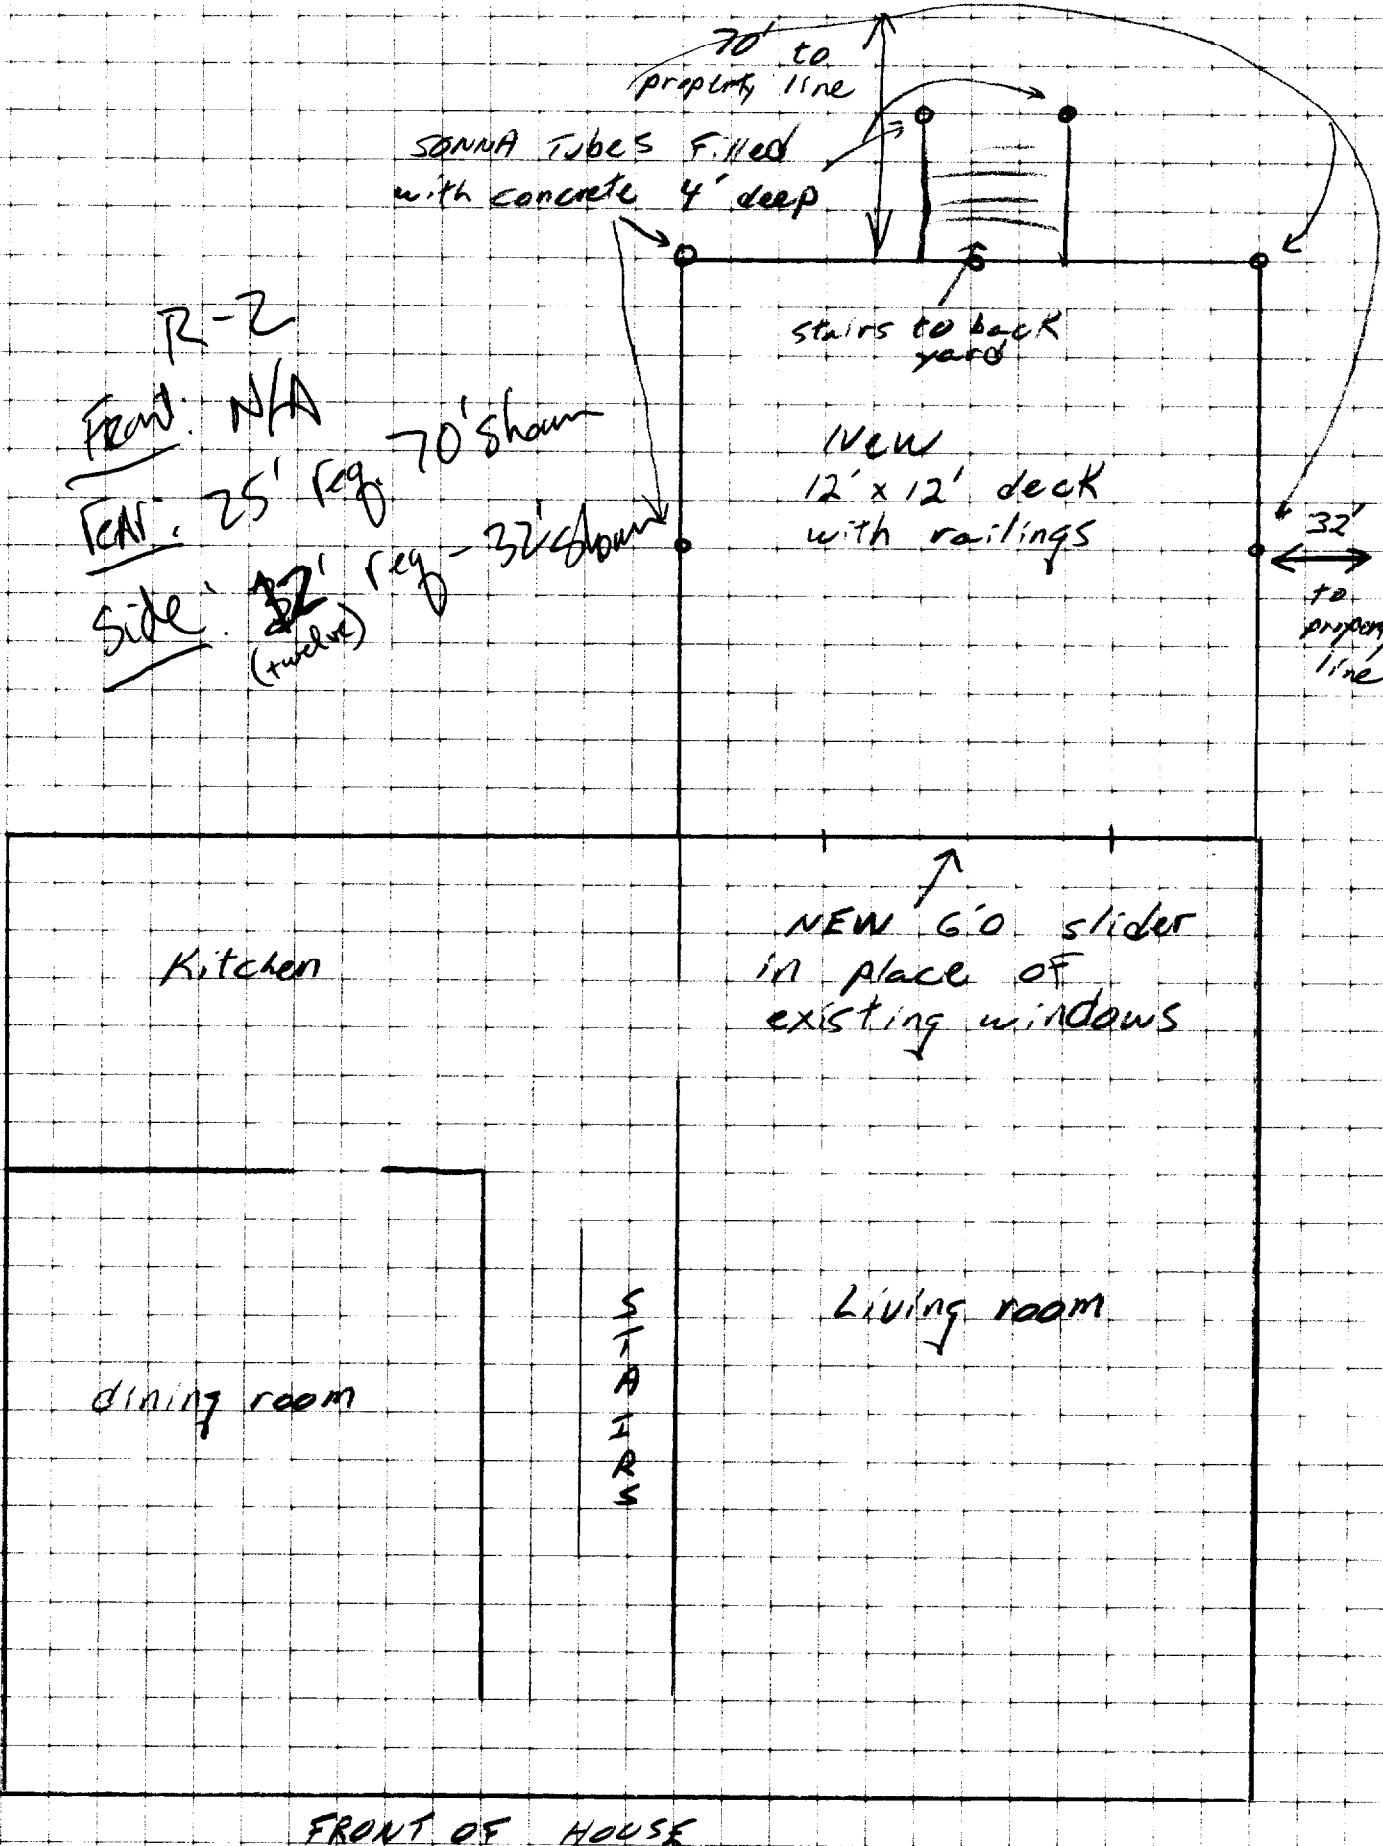 70' to
property line
SONNA Tubes Filled
with concrete 4' deep
stairs to back
yard
R-2
Front: N/A
rear: 25' req. 70' shown
Side: 12' req - 32' shown
(twelve)
New
12' x 12' deck
with railings
32'
to
property
line
Kitchen
NEW 6'0 slider
in place of
existing windows
STAIRS
Living room
dining room
FRONT OF HOUSE